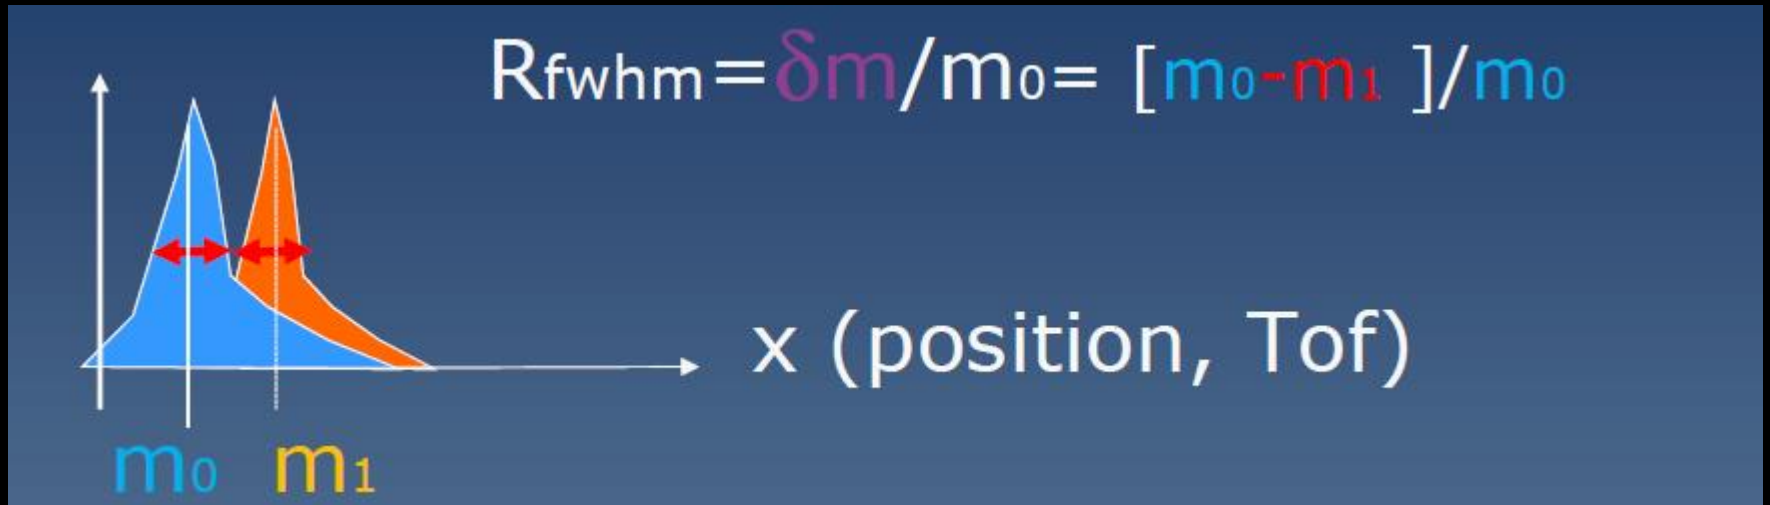 Rfwhm=δm/m0= [m0-m1 ]/m0
x (position, Tof)
m0 m1